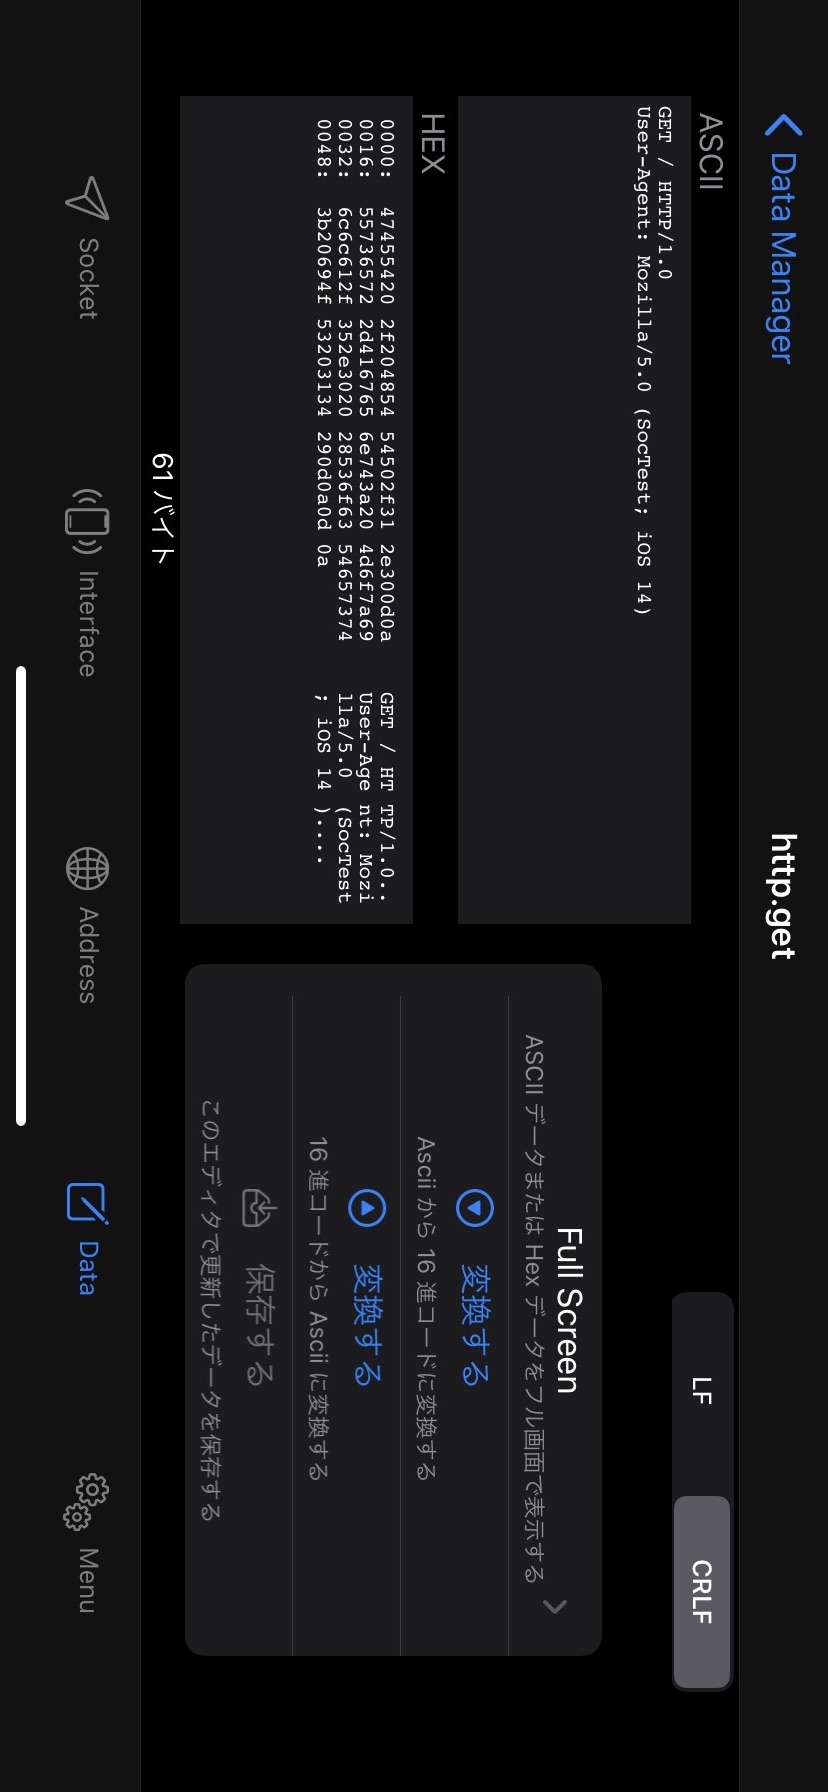 Data Manager
http.get
ASCII
LF
CRLF
GET / HTTP/1.0
User-Agent: Mozilla/5.0 (SocTest; iOS 14)
HEX
0000: 47455420 2f204854 54502f31 2e300d0a GET / HT TP/1.0..
0016: 55736572 2d416765 6e743a20 4d6f7a69 User-Age nt: Mozi
0032: 6c6c612f 352e3020 28536f63 54657374 lla/5.0  (SocTest
0048: 3b20694f 53203134 290d0a0d 0a ; iOS 14 )....
61 バイト
Full Screen
ASCII データまたは Hex データをフル画面で表示する
変換する
Ascii から 16 進コードに変換する
変換する
16 進コードから Ascii に変換する
保存する
このエディタで更新したデータを保存する
Socket
Interface
Address
Data
Menu